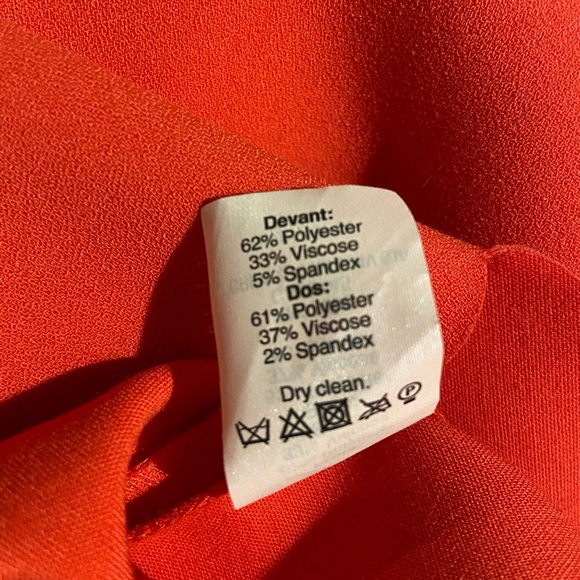 Devant:
62% Polyester
33% Viscose
5% Spandex
Dos:
61% Polyester
37% Viscose
2% Spandex
Dry clean.
P